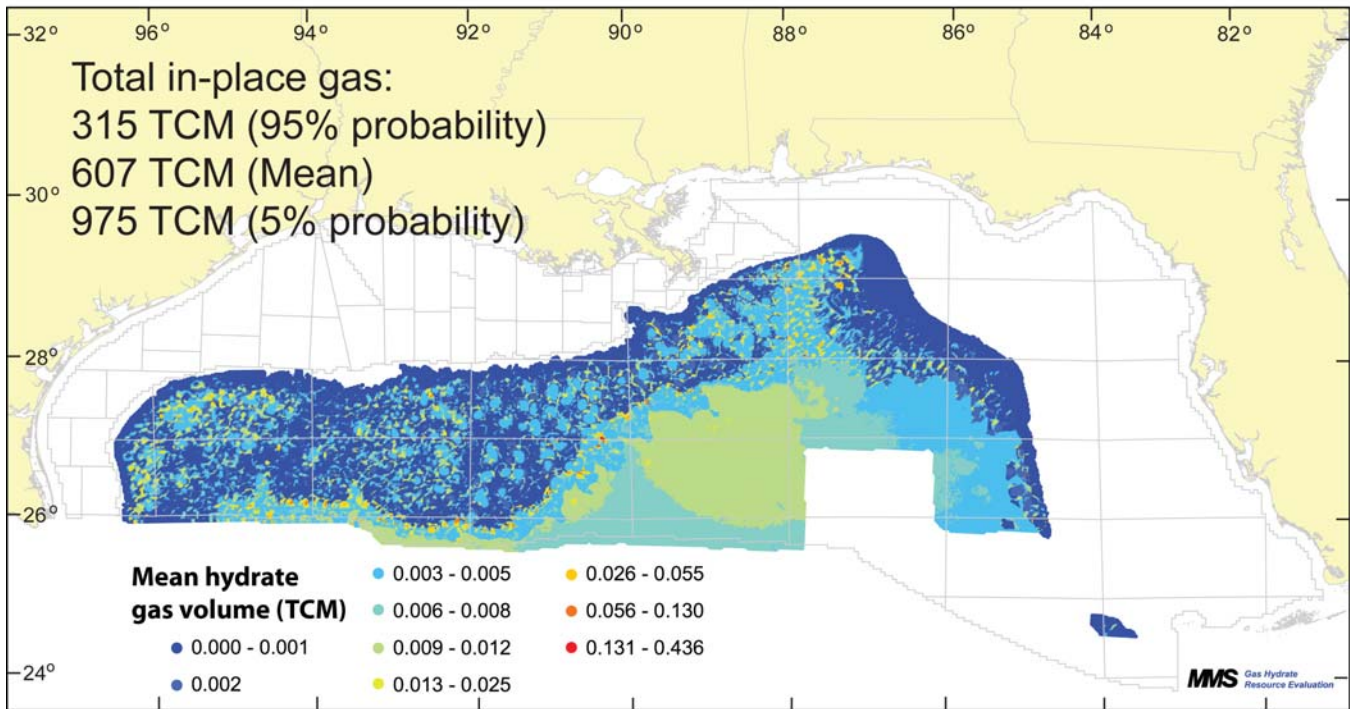 96° 94° 92° 90° 88° 86° 84° 82°
32°
Total in-place gas:
315 TCM (95% probability)
607 TCM (Mean)
975 TCM (5% probability)
30°
28°
26°
24°
Mean hydrate
gas volume (TCM)
0.000 - 0.001
0.002
0.003 - 0.005
0.006 - 0.008
0.009 - 0.012
0.013 - 0.025
0.026 - 0.055
0.056 - 0.130
0.131 - 0.436
MMS Gas Hydrate
Resource Evaluation